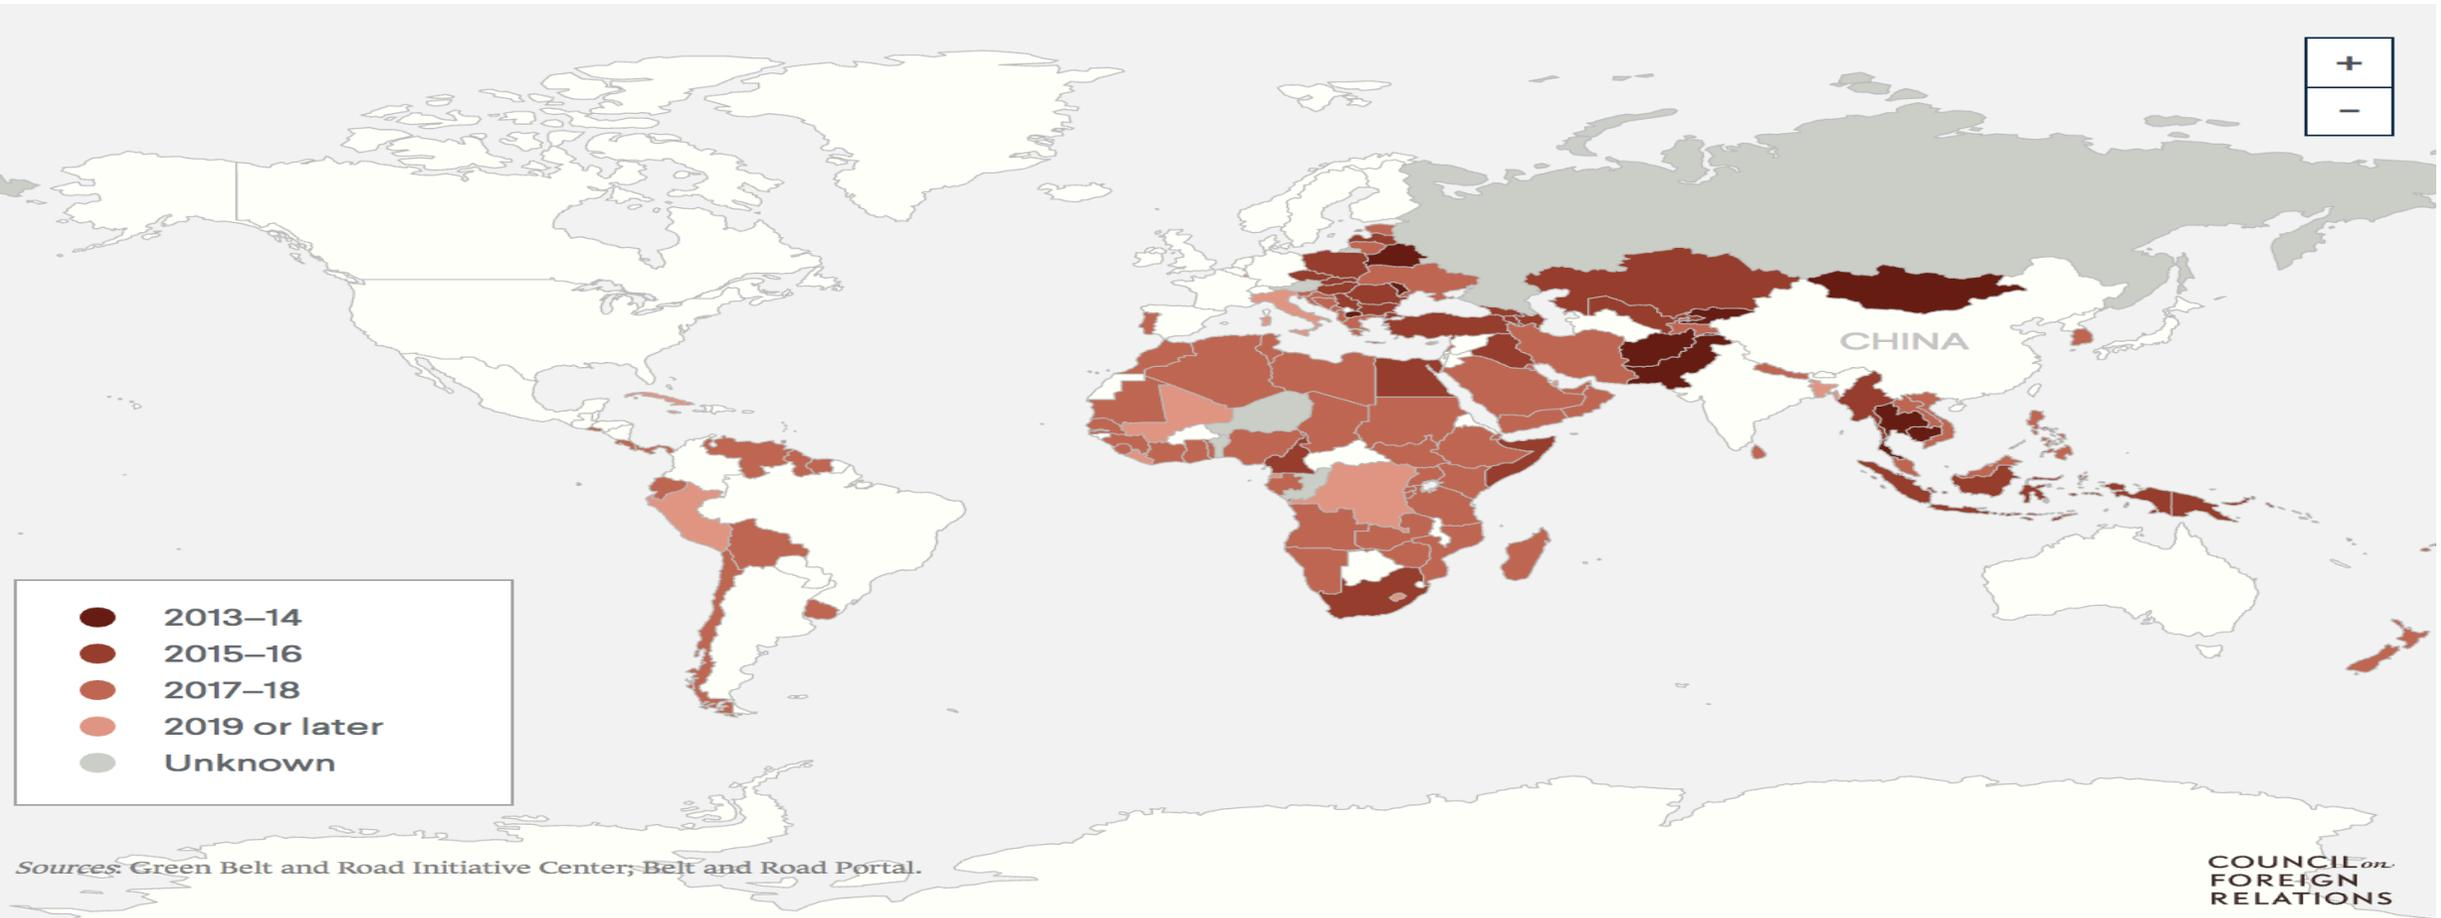 +
−
CHINA
2013–14
2015–16
2017–18
2019 or later
Unknown
Sources: Green Belt and Road Initiative Center; Belt and Road Portal.
COUNCIL on
FOREIGN
RELATIONS